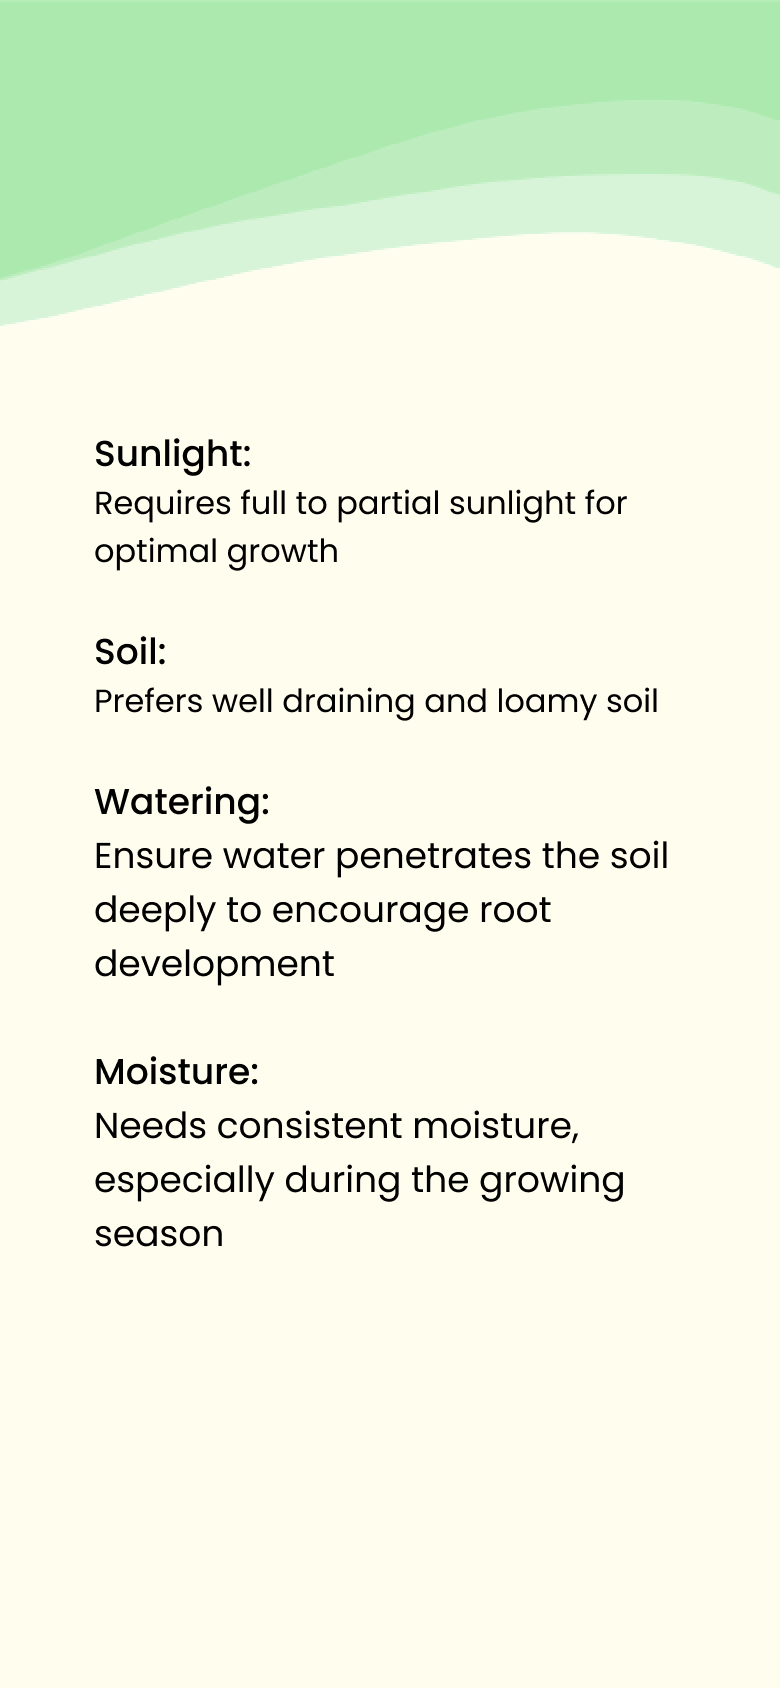 Sunlight:
Requires full to partial sunlight for
optimal growth
Soil:
Prefers well draining and loamy soil
Watering:
Ensure water penetrates the soil
deeply to encourage root
development
Moisture:
Needs consistent moisture,
especially during the growing
season